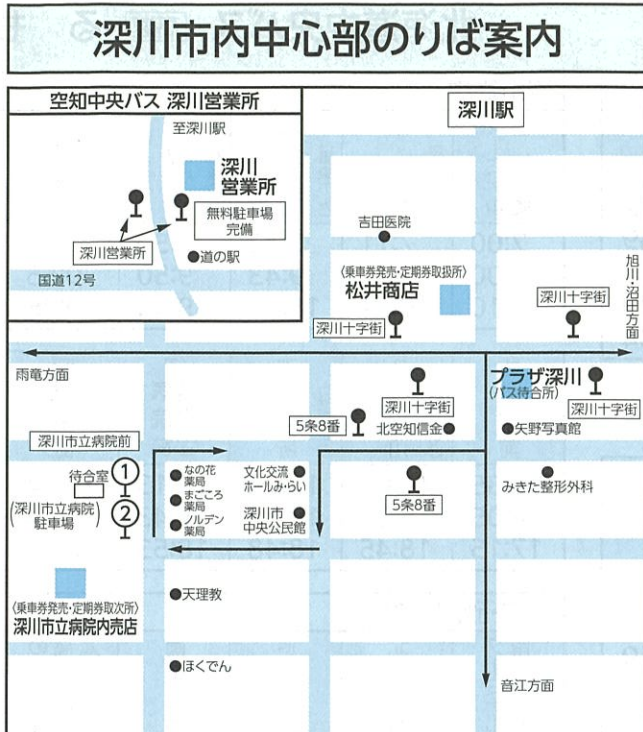 深川市内中心部のりば案内
空知中央バス 深川営業所
至深川駅
深川
営業所
無料駐車場
完備
深川営業所
●道の駅
国道12号
深川駅
吉田医院
〈乗車券発売・定期券取扱所〉
松井商店
深川十字街
深川十字街
旭川・沼田方面
雨竜方面
プラザ深川
(バス待合所)
深川十字街
深川十字街
5条8番
北空知信金●
●矢野写真館
深川市立病院前
待合室
①
(深川市立病院
駐車場)
②
●なの花
薬局
●まごころ
薬局
●ノルデン
薬局
文化交流
ホールみ・らい
深川市
中央公民館
5条8番
みきた整形外科
●天理教
〈乗車券発売・定期券取次所〉
深川市立病院内売店
●ほくでん
音江方面